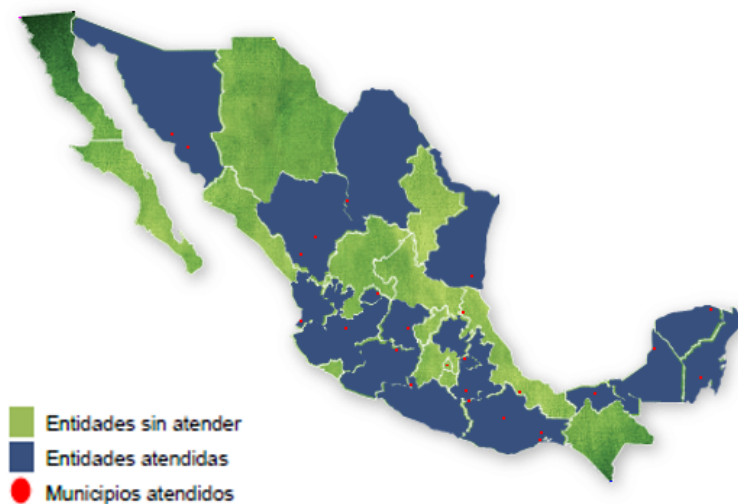 Entidades sin atender
Entidades atendidas
Municipios atendidos